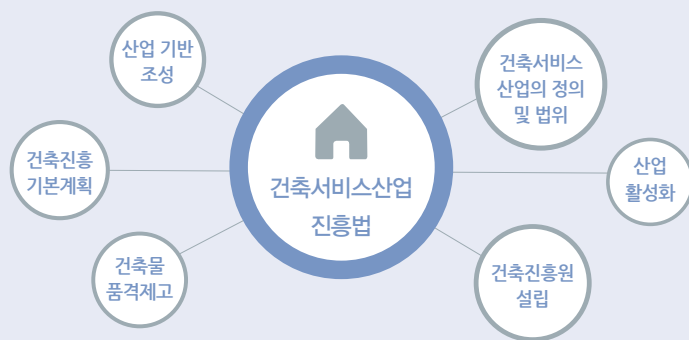 산업 기반
조성
건축서비스
산업의 정의
및 범위
건축진흥
기본계획
건축서비스산업
진흥법
산업
활성화
건축물
품격제고
건축진흥원
설립